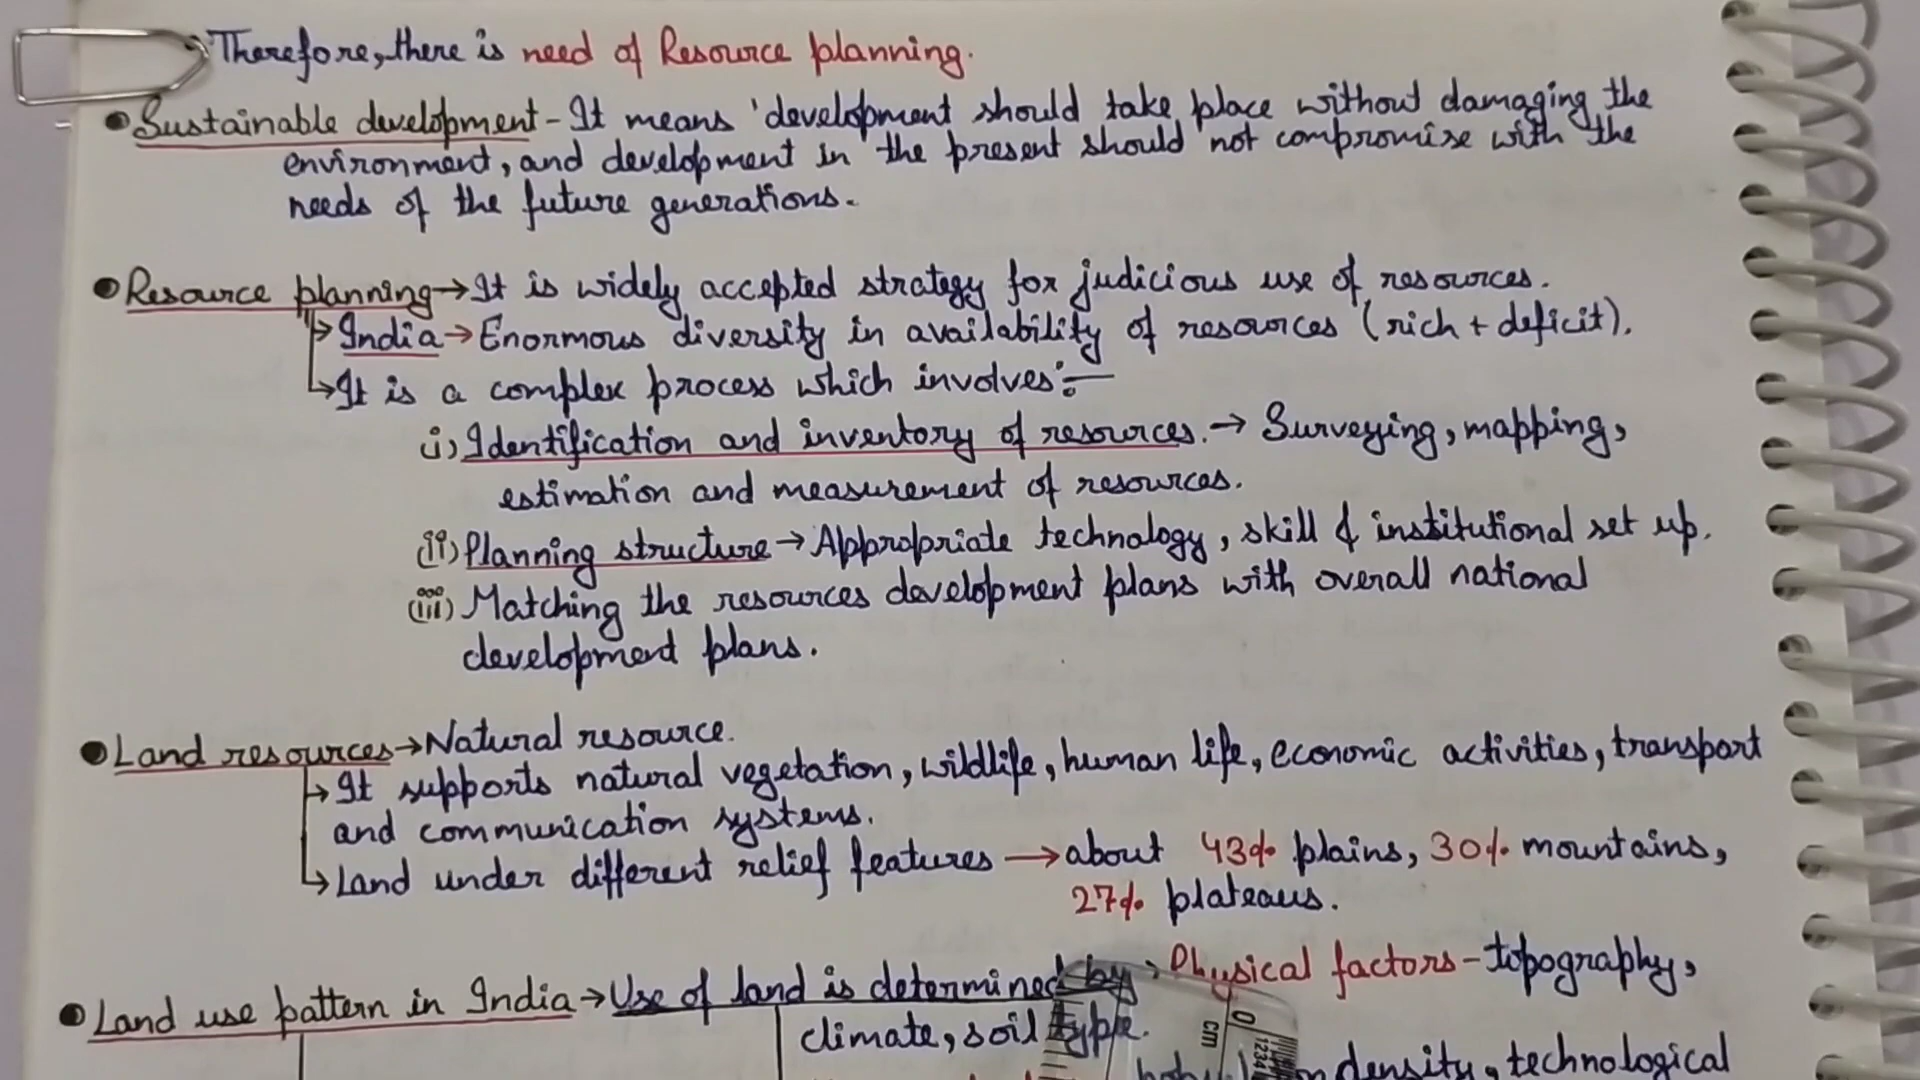 Therefore, there is need of Resource planning.
Sustainable development - It means 'development should take place without damaging the
environment, and development in the present should not compromise with the
needs of the future generations.
Resource planning → It is widely accepted strategy for judicious use of resources.
India → Enormous diversity in availability of resources (rich + deficit).
It is a complex process which involves:-
i) Identification and inventory of resources. → Surveying, mapping,
estimation and measurement of resources.
(ii) Planning structure → Appropriate technology, skill & institutional set up.
(iii) Matching the resources development plans with overall national
development plans.
Land resources → Natural resource.
It supports natural vegetation, wildlife, human life, economic activities, transport
and communication systems.
Land under different relief features → about 43% plains, 30% mountains,
27% plateaus.
Land use pattern in India → Use of land is determined by, Physical factors - topography,
climate, soil type.
density, technological
0
cm
1234